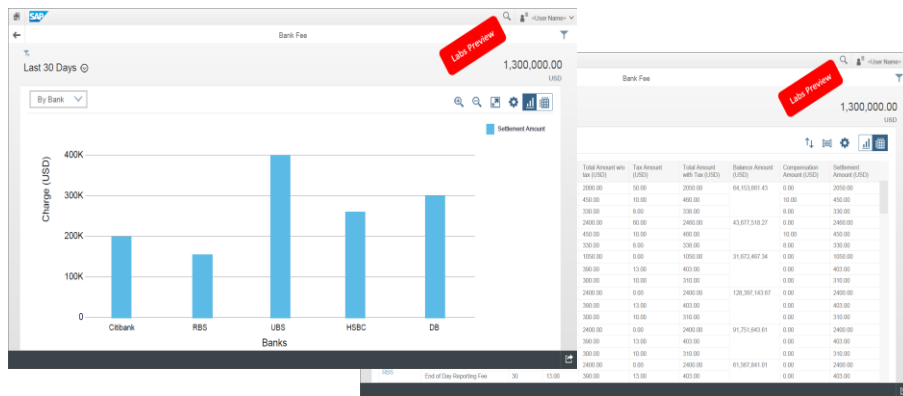 SAP
<User Name>
Bank Fee
Labs Preview
Last 30 Days
1,300,000.00
USD
By Bank
Settlement Amount
Charge (USD)
400K
300K
200K
100K
0
Citibank RBS UBS HSBC DB
Banks
<User Name>
Bank Fee
Labs Preview
1,300,000.00
USD
Total Amount w/o tax (USD) Tax Amount (USD) Total Amount with Tax (USD) Balance Amount (USD) Compensation Amount (USD) Settlement Amount (USD)
2000.00 50.00 2050.00 64,153,881.43 0.00 2050.00
450.00 10.00 460.00 10.00 450.00
330.00 8.00 338.00 8.00 330.00
2400.00 60.00 2460.00 43,677,518.27 0.00 2460.00
450.00 10.00 460.00 10.00 450.00
330.00 8.00 338.00 8.00 330.00
1050.00 0.00 1050.00 31,672,467.34 0.00 1050.00
390.00 13.00 403.00 0.00 403.00
300.00 10.00 310.00 0.00 310.00
2400.00 0.00 2400.00 128,397,143.67 0.00 2400.00
390.00 13.00 403.00 0.00 403.00
300.00 10.00 310.00 0.00 310.00
2400.00 0.00 2400.00 91,751,643.61 0.00 2400.00
390.00 13.00 403.00 0.00 403.00
300.00 10.00 310.00 0.00 310.00
2400.00 0.00 2400.00 61,587,841.01 0.00 2400.00
RBS End of Day Reporting Fee 30 13.00 390.00 13.00 403.00 0.00 403.00